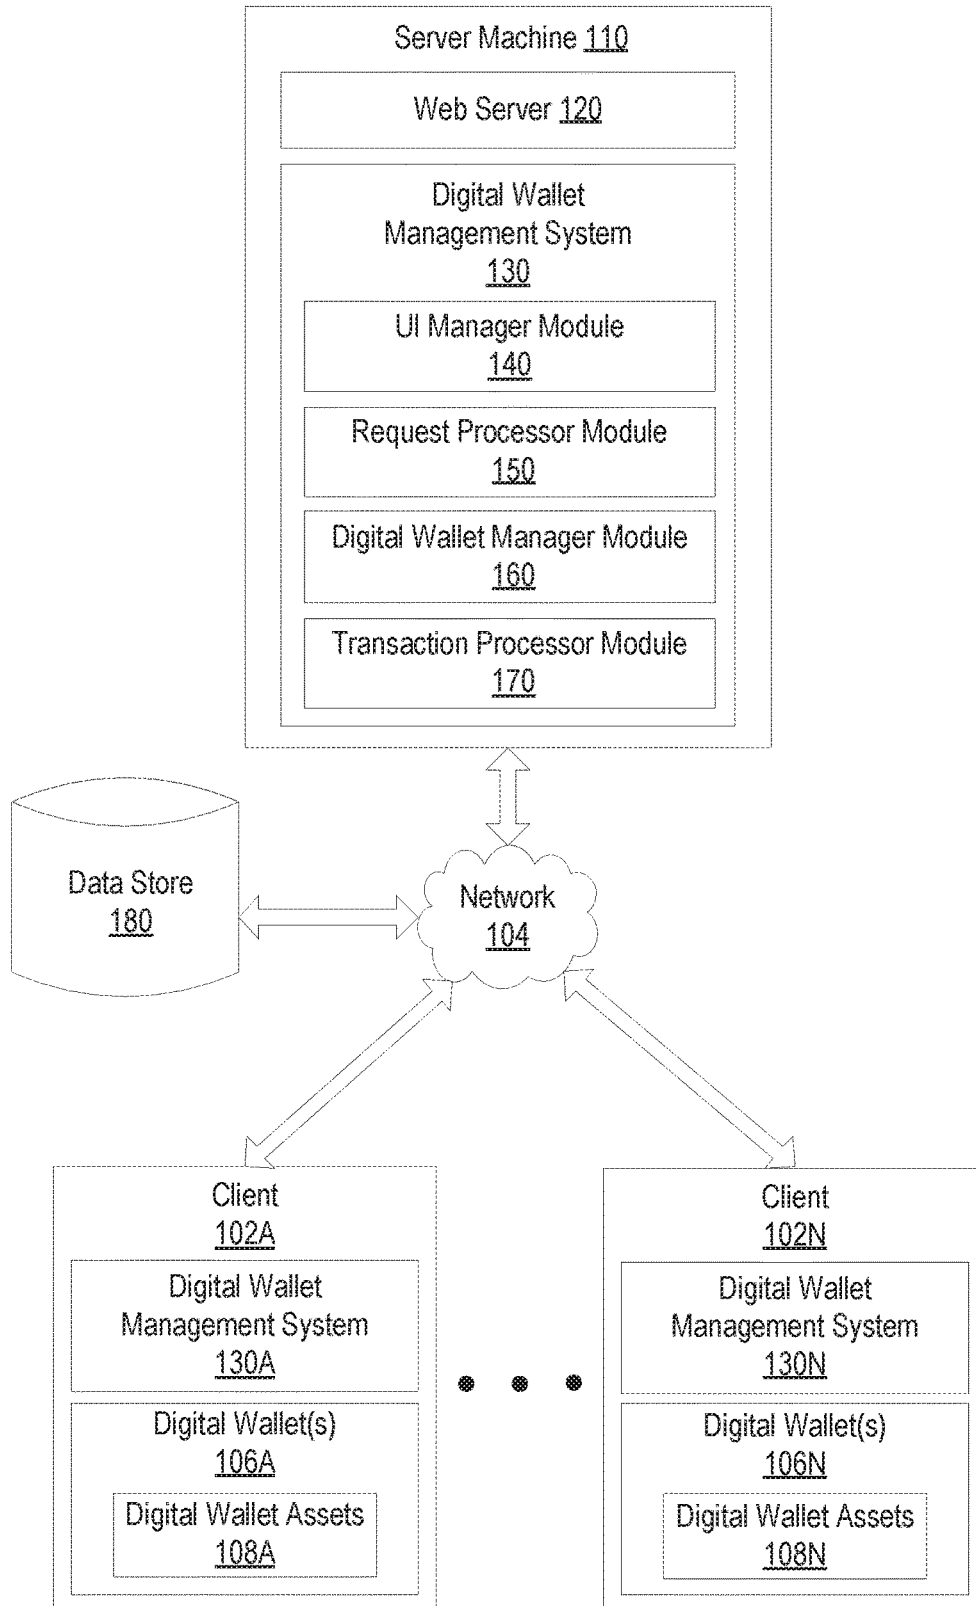 Server Machine 110
Web Server 120
Digital Wallet
Management System
130
UI Manager Module
140
Request Processor Module
150
Digital Wallet Manager Module
160
Transaction Processor Module
170
Data Store
180
Network
104
Client
102A
Digital Wallet
Management System
130A
Digital Wallet(s)
106A
Digital Wallet Assets
108A
Client
102N
Digital Wallet
Management System
130N
Digital Wallet(s)
106N
Digital Wallet Assets
108N